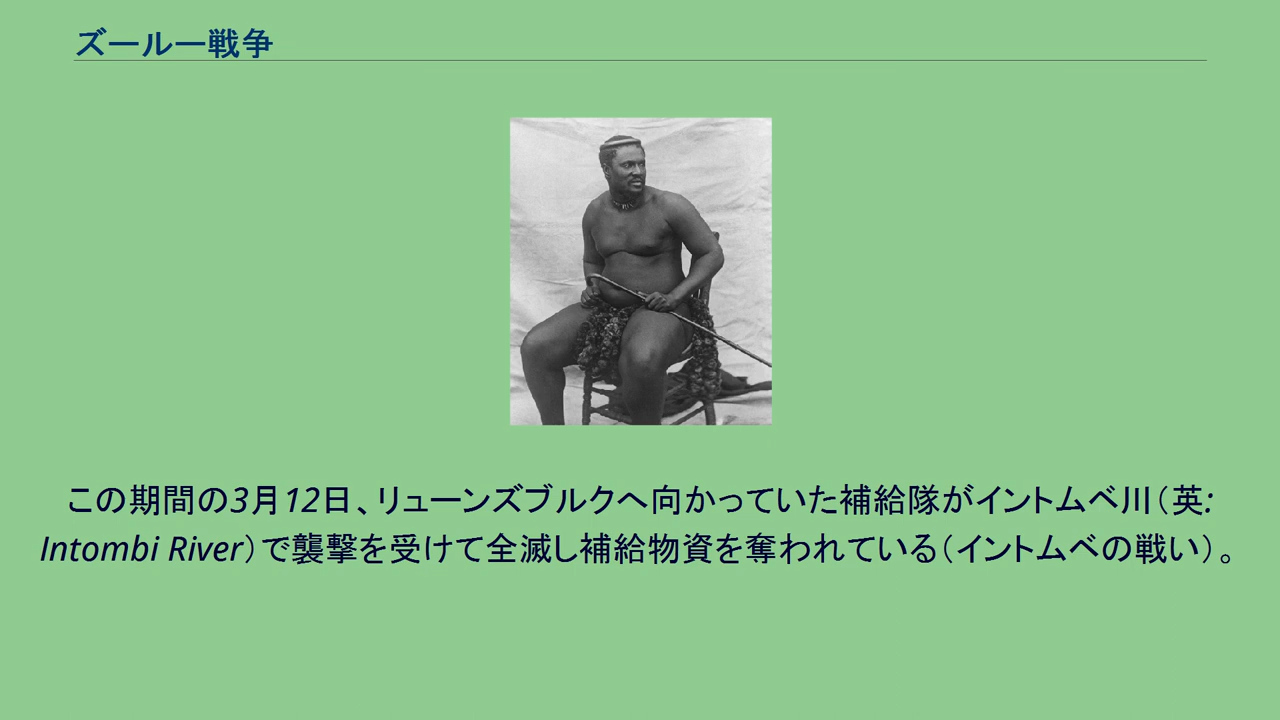 ズールー戦争
この期間の3月12日、リューンズブルクへ向かっていた補給隊がイントムベ川（英:
Intombi River）で襲撃を受けて全滅し補給物資を奪われている（イントムベの戦い）。